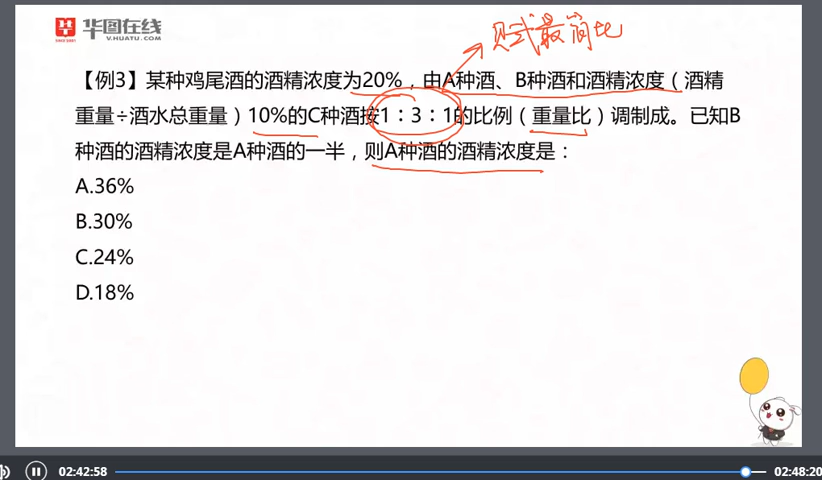 华图在线
V.HUATU.COM
见式最简比
【例3】某种鸡尾酒的酒精浓度为20%，由A种酒、B种酒和酒精浓度（酒精
重量÷酒水总重量）10%的C种酒按1：3：1的比例（重量比）调制成。已知B
种酒的酒精浓度是A种酒的一半，则A种酒的酒精浓度是：
A.36%
B.30%
C.24%
D.18%
02:42:58
02:48:20